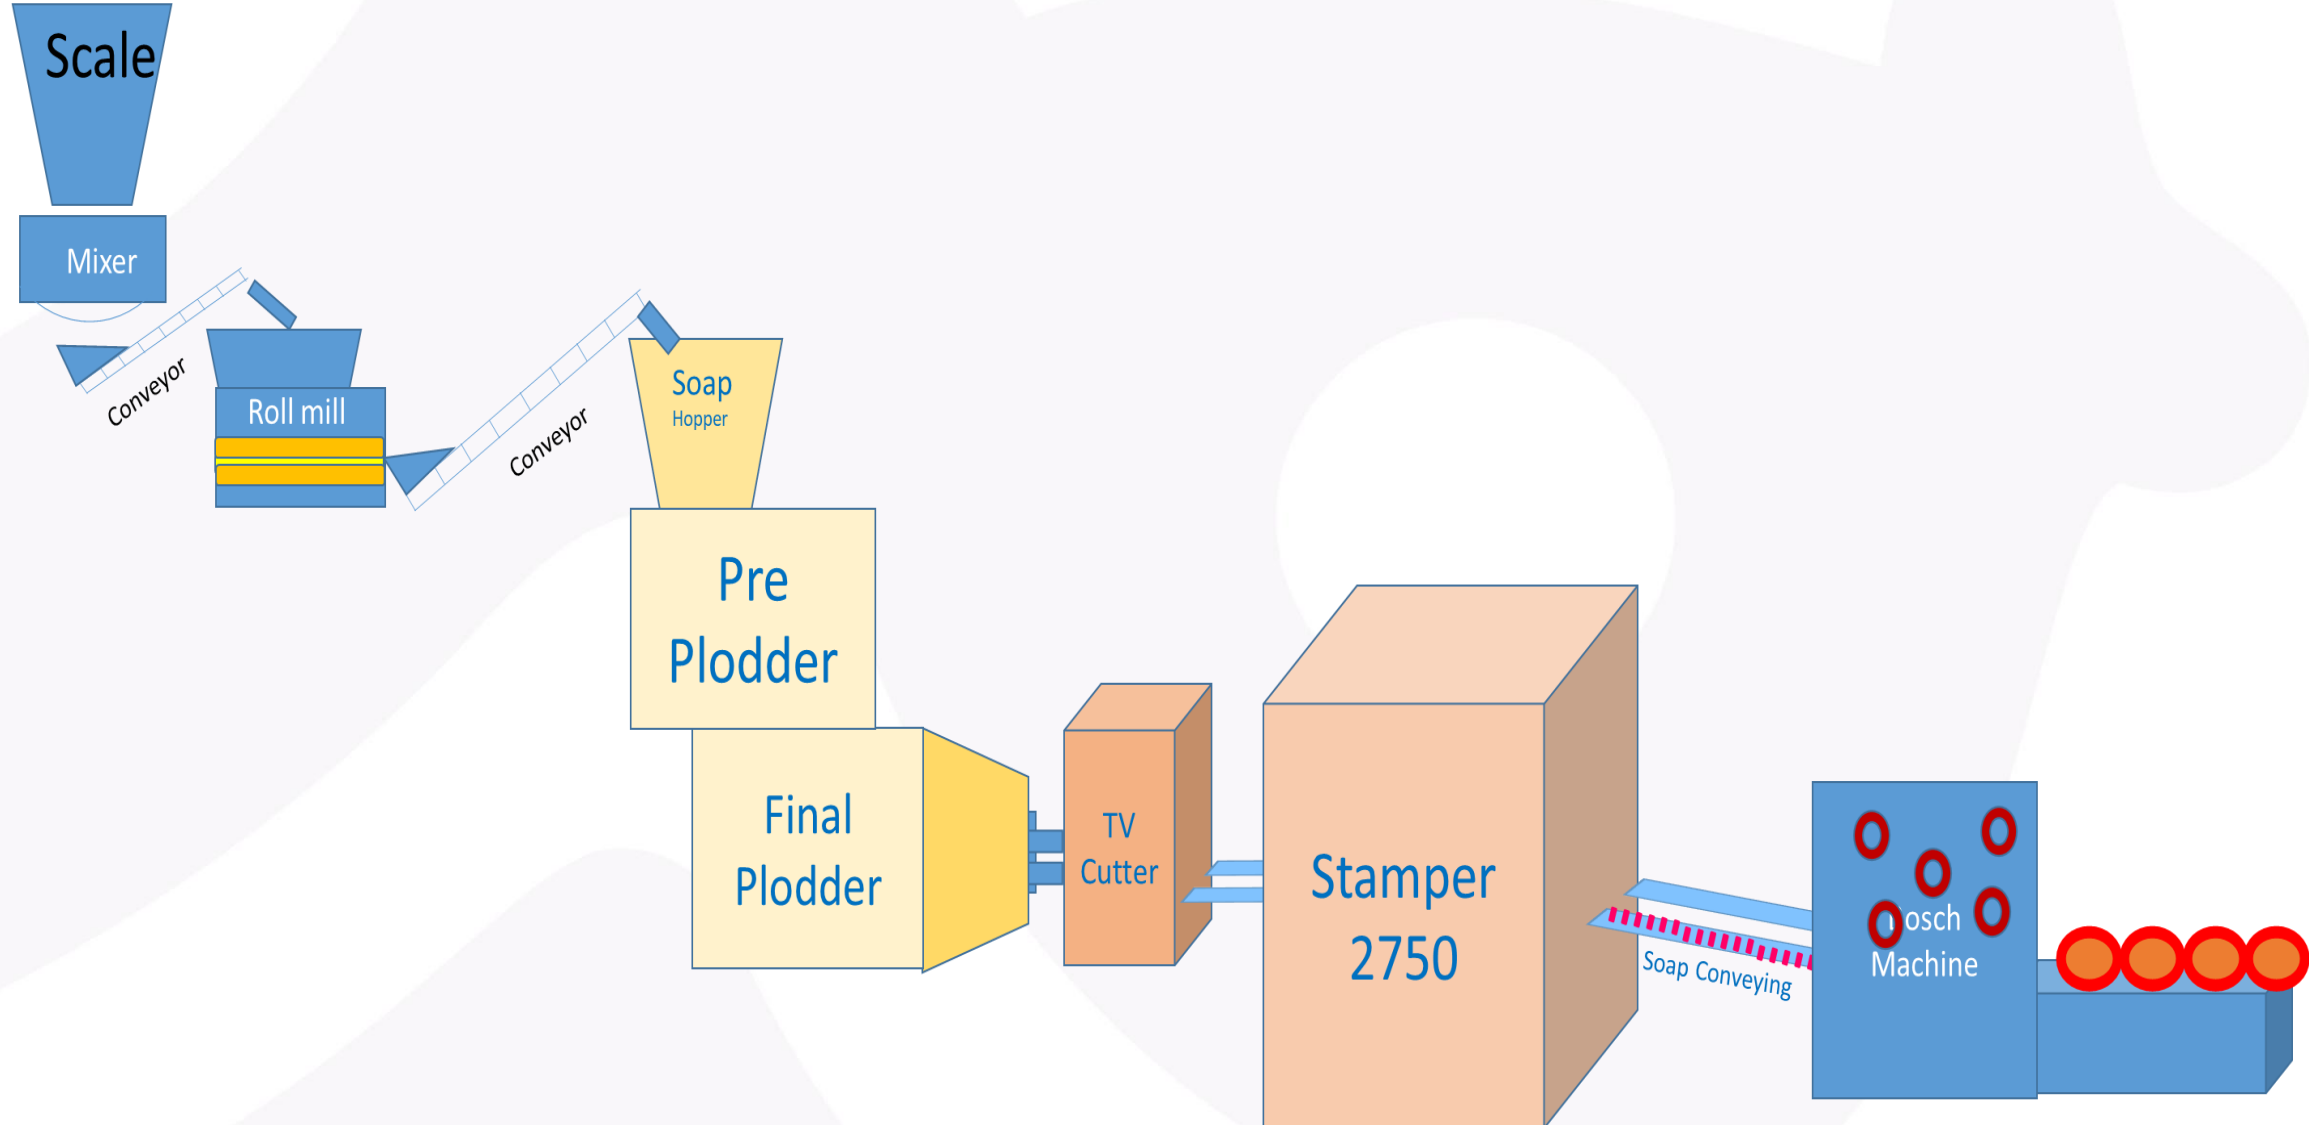 Scale
Mixer
Conveyor
Roll mill
Conveyor
Soap
Hopper
Pre
Plodder
Final
Plodder
TV
Cutter
Stamper
2750
Soap Conveying
Machine